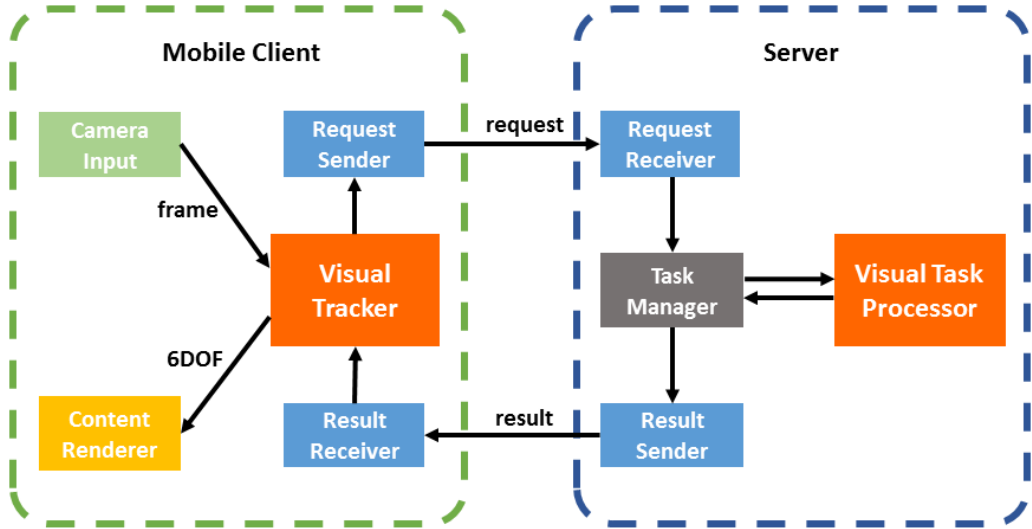 Mobile Client
Server
Camera
Input
Request
Sender
request
Request
Receiver
frame
Visual
Tracker
Task
Manager
Visual Task
Processor
6DOF
Content
Renderer
Result
Receiver
result
Result
Sender